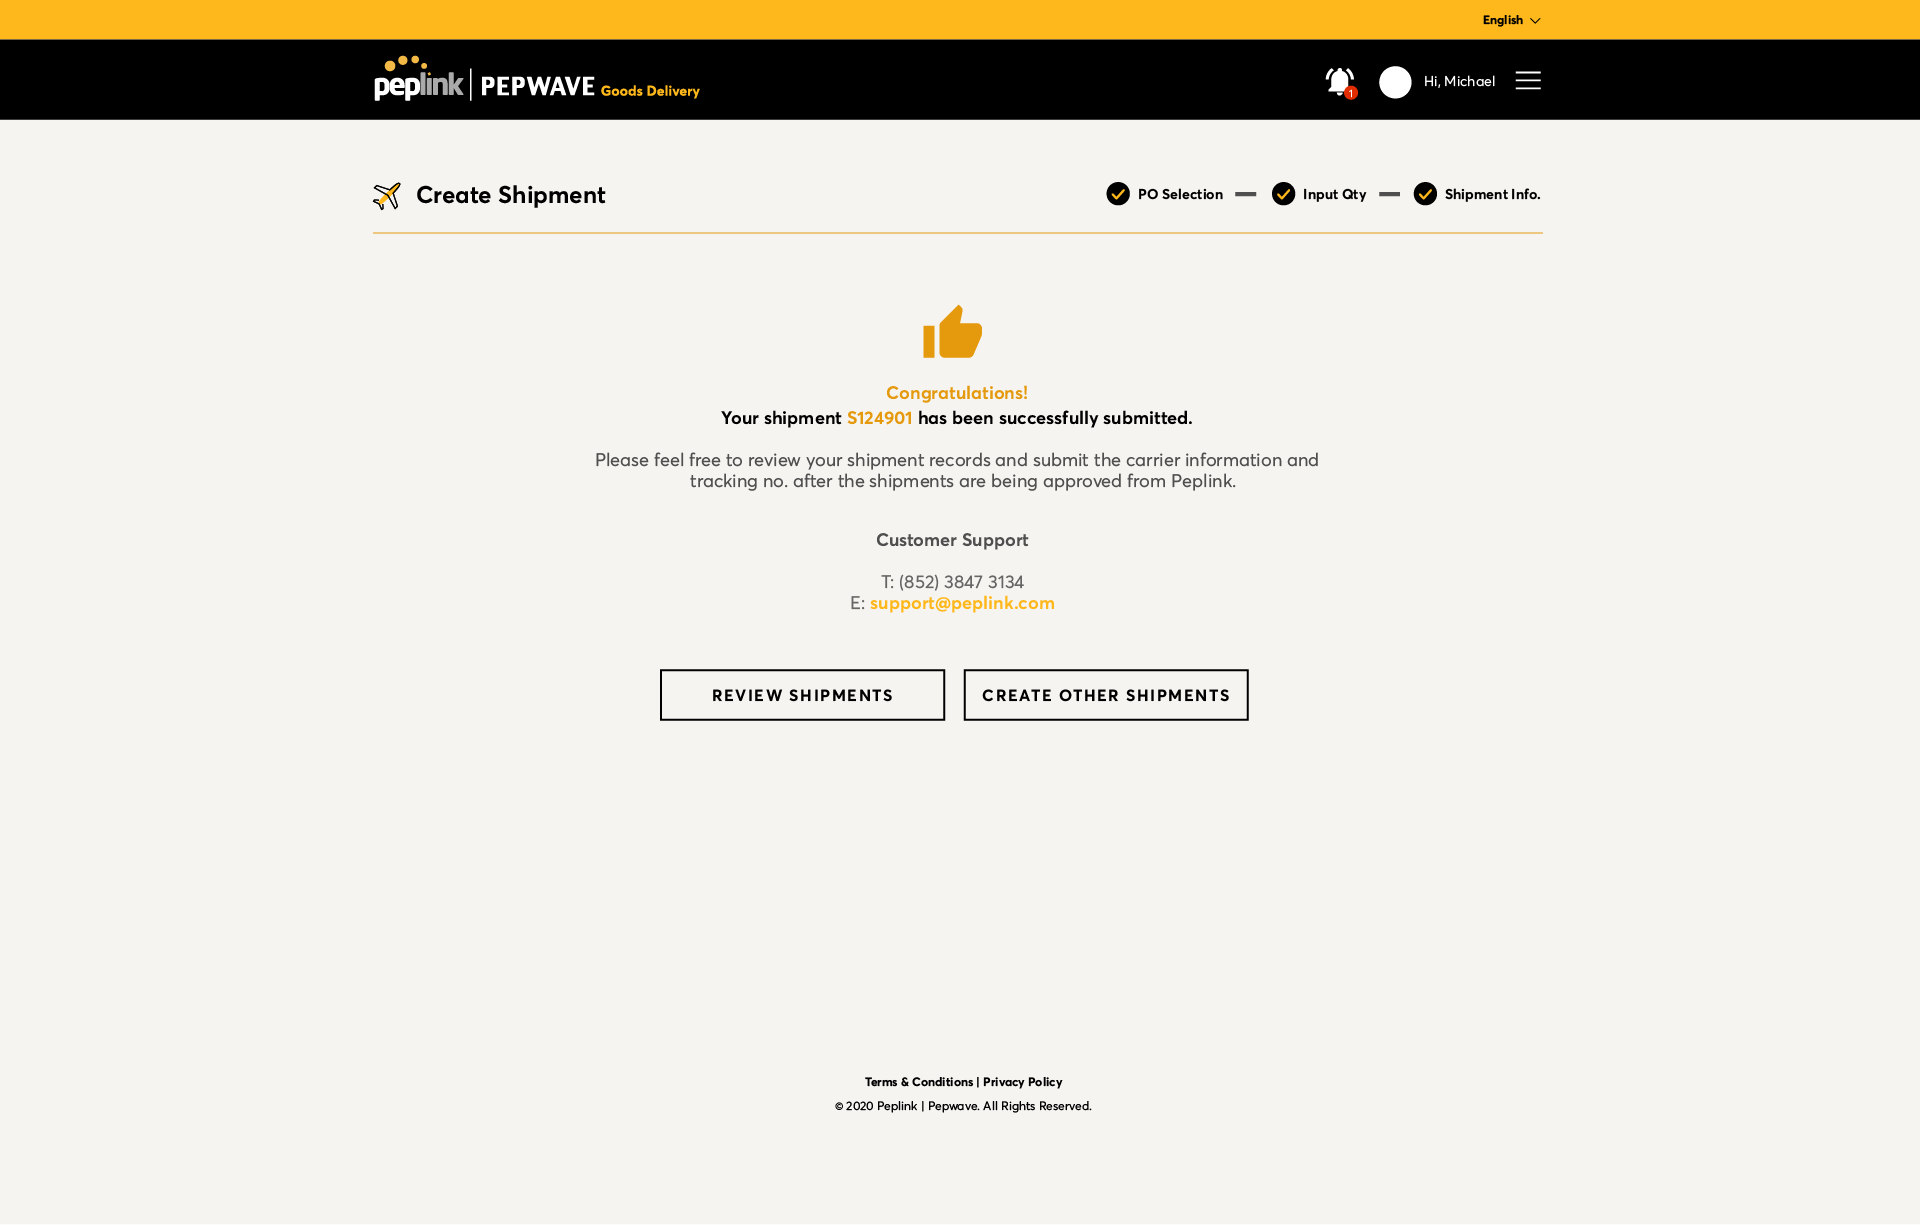 English
peplink | PEPWAVE Goods Delivery
1
Hi, Michael
Create Shipment
PO Selection
Input Qty
Shipment Info.
Congratulations!
Your shipment S124901 has been successfully submitted.
Please feel free to review your shipment records and submit the carrier information and
tracking no. after the shipments are being approved from Peplink.
Customer Support
T: (852) 3847 3134
E: support@peplink.com
REVIEW SHIPMENTS
CREATE OTHER SHIPMENTS
Terms & Conditions | Privacy Policy
© 2020 Peplink | Pepwave. All Rights Reserved.